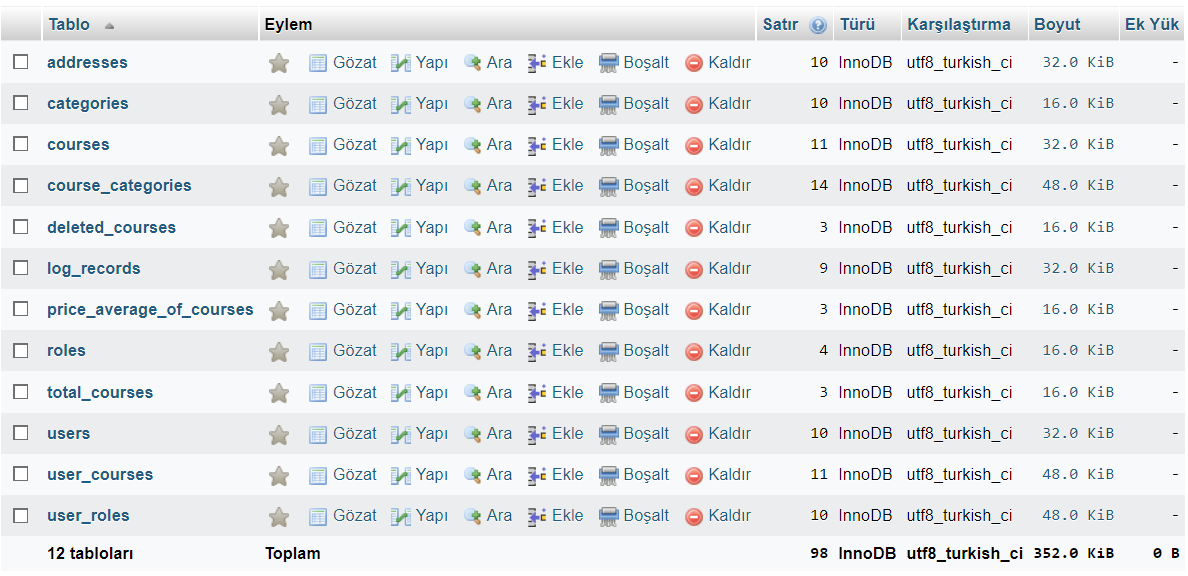 Tablo Eylem Satır Türü Karşılaştırma Boyut Ek Yük
addresses Gözat Yapı Ara Ekle Boşalt Kaldır 10 InnoDB utf8_turkish_ci 32.0 KiB -
categories Gözat Yapı Ara Ekle Boşalt Kaldır 10 InnoDB utf8_turkish_ci 16.0 KiB -
courses Gözat Yapı Ara Ekle Boşalt Kaldır 11 InnoDB utf8_turkish_ci 32.0 KiB -
course_categories Gözat Yapı Ara Ekle Boşalt Kaldır 14 InnoDB utf8_turkish_ci 48.0 KiB -
deleted_courses Gözat Yapı Ara Ekle Boşalt Kaldır 3 InnoDB utf8_turkish_ci 16.0 KiB -
log_records Gözat Yapı Ara Ekle Boşalt Kaldır 9 InnoDB utf8_turkish_ci 32.0 KiB -
price_average_of_courses Gözat Yapı Ara Ekle Boşalt Kaldır 3 InnoDB utf8_turkish_ci 16.0 KiB -
roles Gözat Yapı Ara Ekle Boşalt Kaldır 4 InnoDB utf8_turkish_ci 16.0 KiB -
total_courses Gözat Yapı Ara Ekle Boşalt Kaldır 3 InnoDB utf8_turkish_ci 16.0 KiB -
users Gözat Yapı Ara Ekle Boşalt Kaldır 10 InnoDB utf8_turkish_ci 32.0 KiB -
user_courses Gözat Yapı Ara Ekle Boşalt Kaldır 11 InnoDB utf8_turkish_ci 48.0 KiB -
user_roles Gözat Yapı Ara Ekle Boşalt Kaldır 10 InnoDB utf8_turkish_ci 48.0 KiB -
12 tabloları Toplam 98 InnoDB utf8_turkish_ci 352.0 KiB 0 B